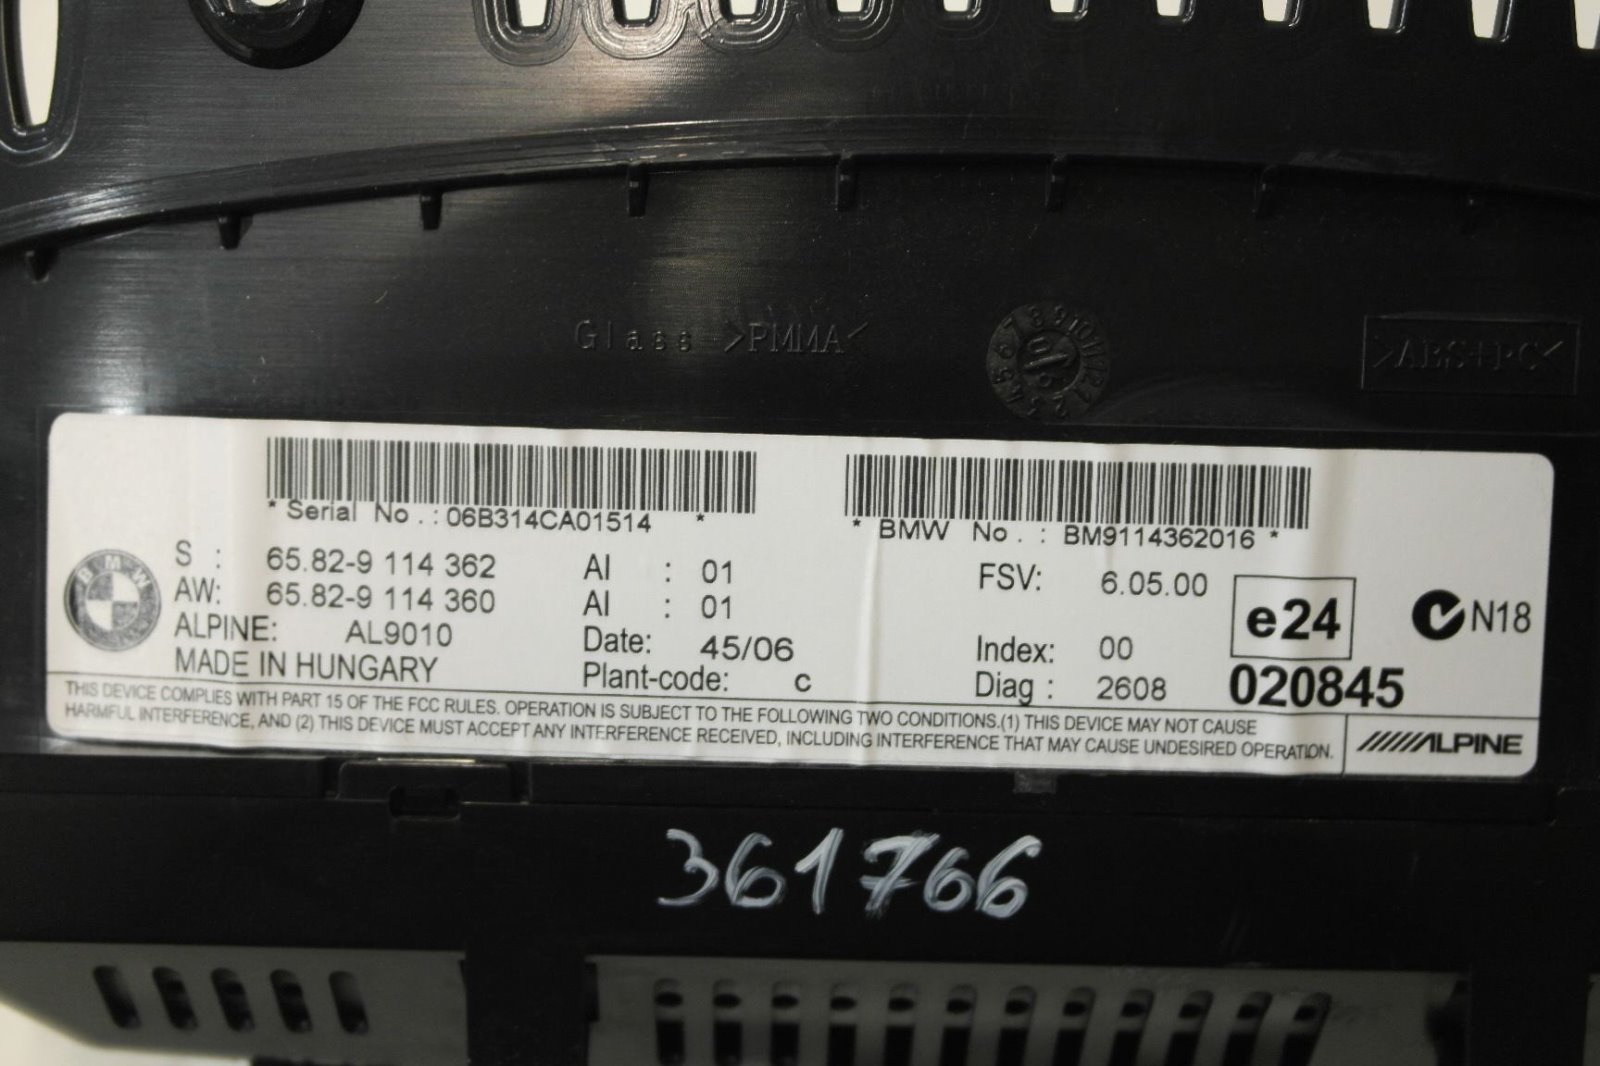 Glass >PMMA<
>ABS+PC<
* Serial No.: 06B314CA01514 *
* BMW No. : BM9114362016 *
S : 65.82-9 114 362 AI : 01 FSV: 6.05.00
AW: 65.82-9 114 360 AI : 01
e24
N18
BMW
ALPINE: AL9010 Date: 45/06 Index: 00
MADE IN HUNGARY Plant-code: c Diag : 2608 020845
THIS DEVICE COMPLIES WITH PART 15 OF THE FCC RULES. OPERATION IS SUBJECT TO THE FOLLOWING TWO CONDITIONS.(1) THIS DEVICE MAY NOT CAUSE
HARMFUL INTERFERENCE, AND (2) THIS DEVICE MUST ACCEPT ANY INTERFERENCE RECEIVED, INCLUDING INTERFERENCE THAT MAY CAUSE UNDESIRED OPERATION.
ALPINE
361766